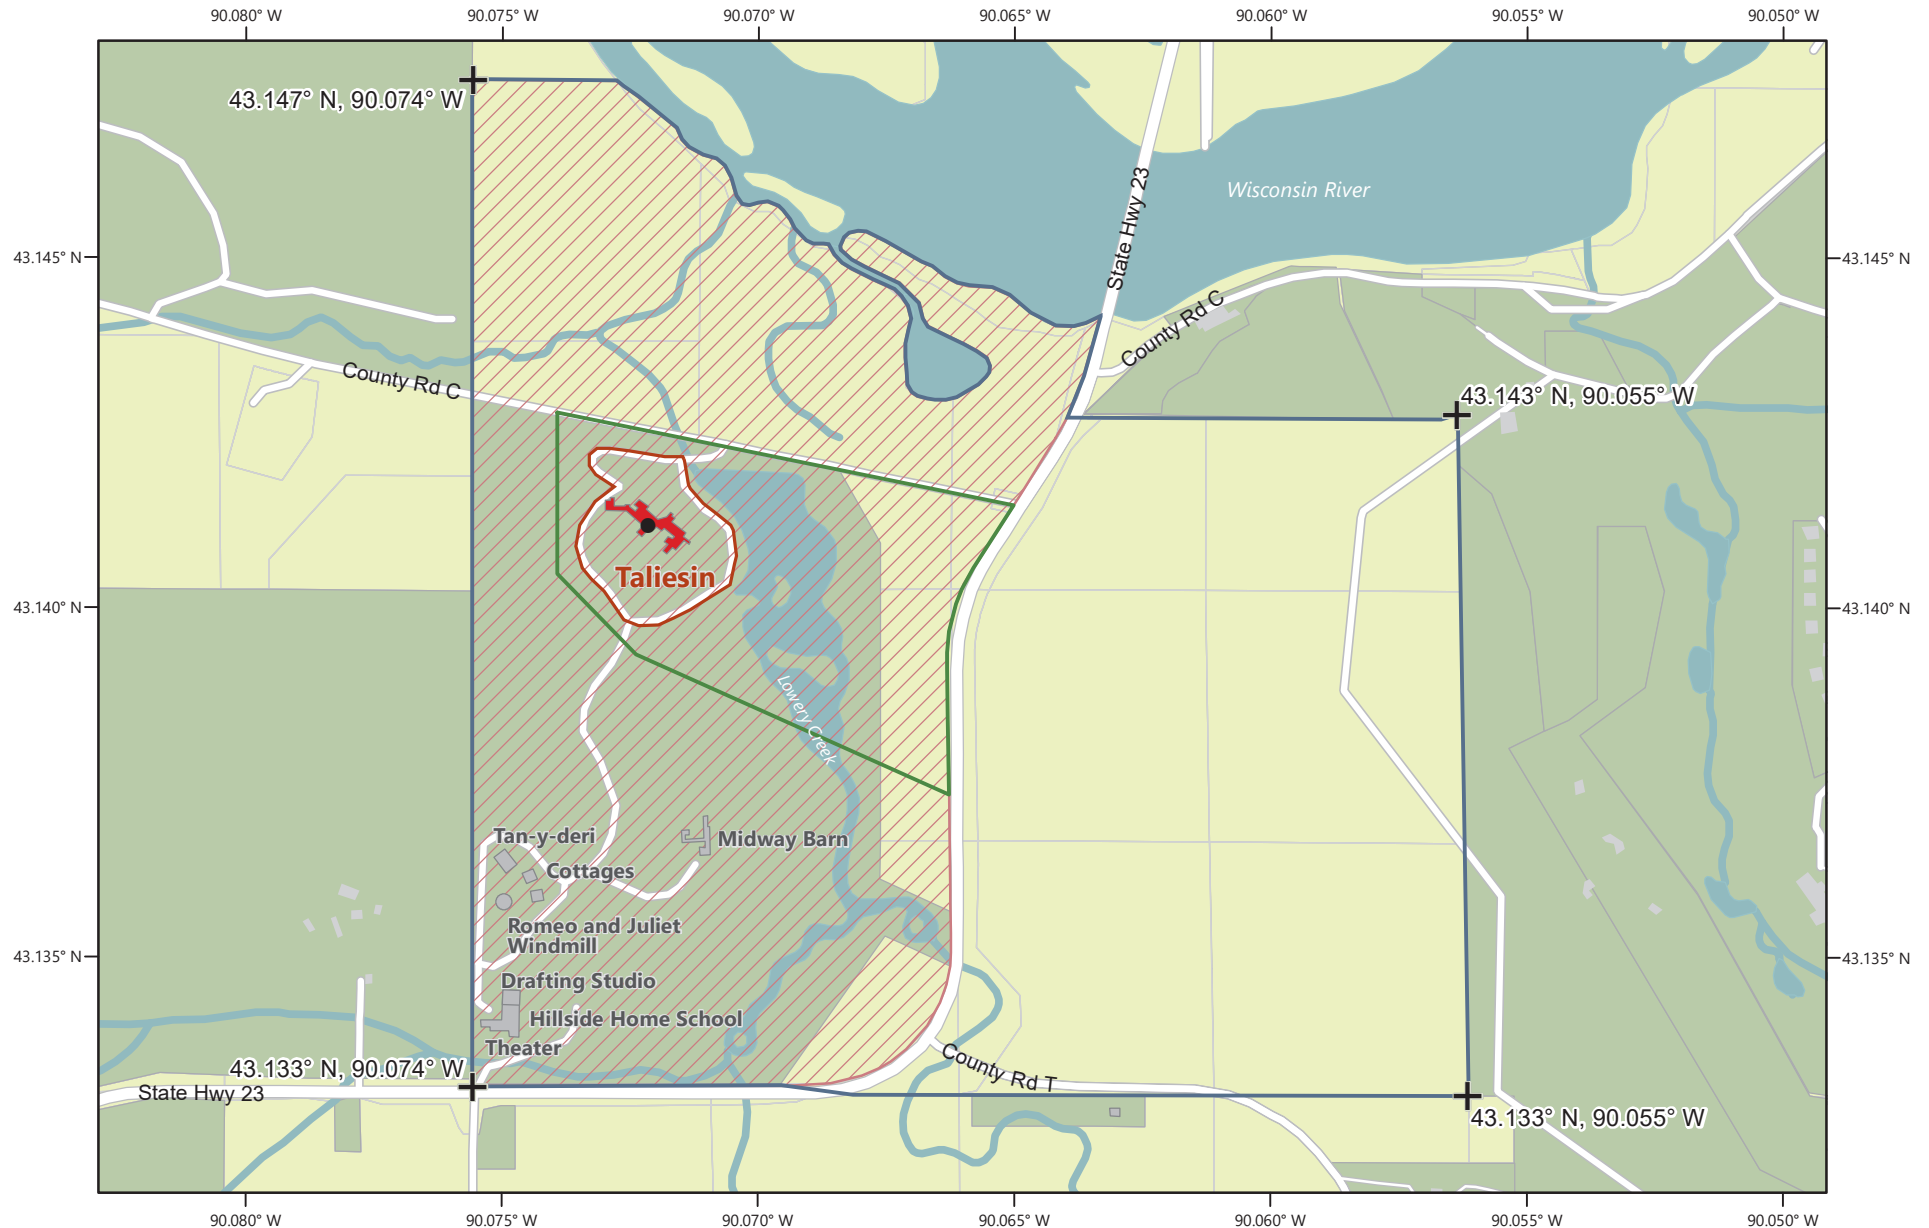 90.080° W
90.075° W
90.070° W
90.065° W
90.060° W
90.055° W
90.050° W
43.147° N, 90.074° W
Wisconsin River
State Hwy 23
43.145° N
43.145° N
County Rd C
County Rd C
43.143° N, 90.055° W
Taliesin
43.140° N
43.140° N
Lowery Creek
Tan-y-deri
Midway Barn
Cottages
Romeo and Juliet
Windmill
43.135° N
43.135° N
Drafting Studio
Hillside Home School
Theater
43.133° N, 90.074° W
County Rd T
State Hwy 23
43.133° N, 90.055° W
90.080° W
90.075° W
90.070° W
90.065° W
90.060° W
90.055° W
90.050° W